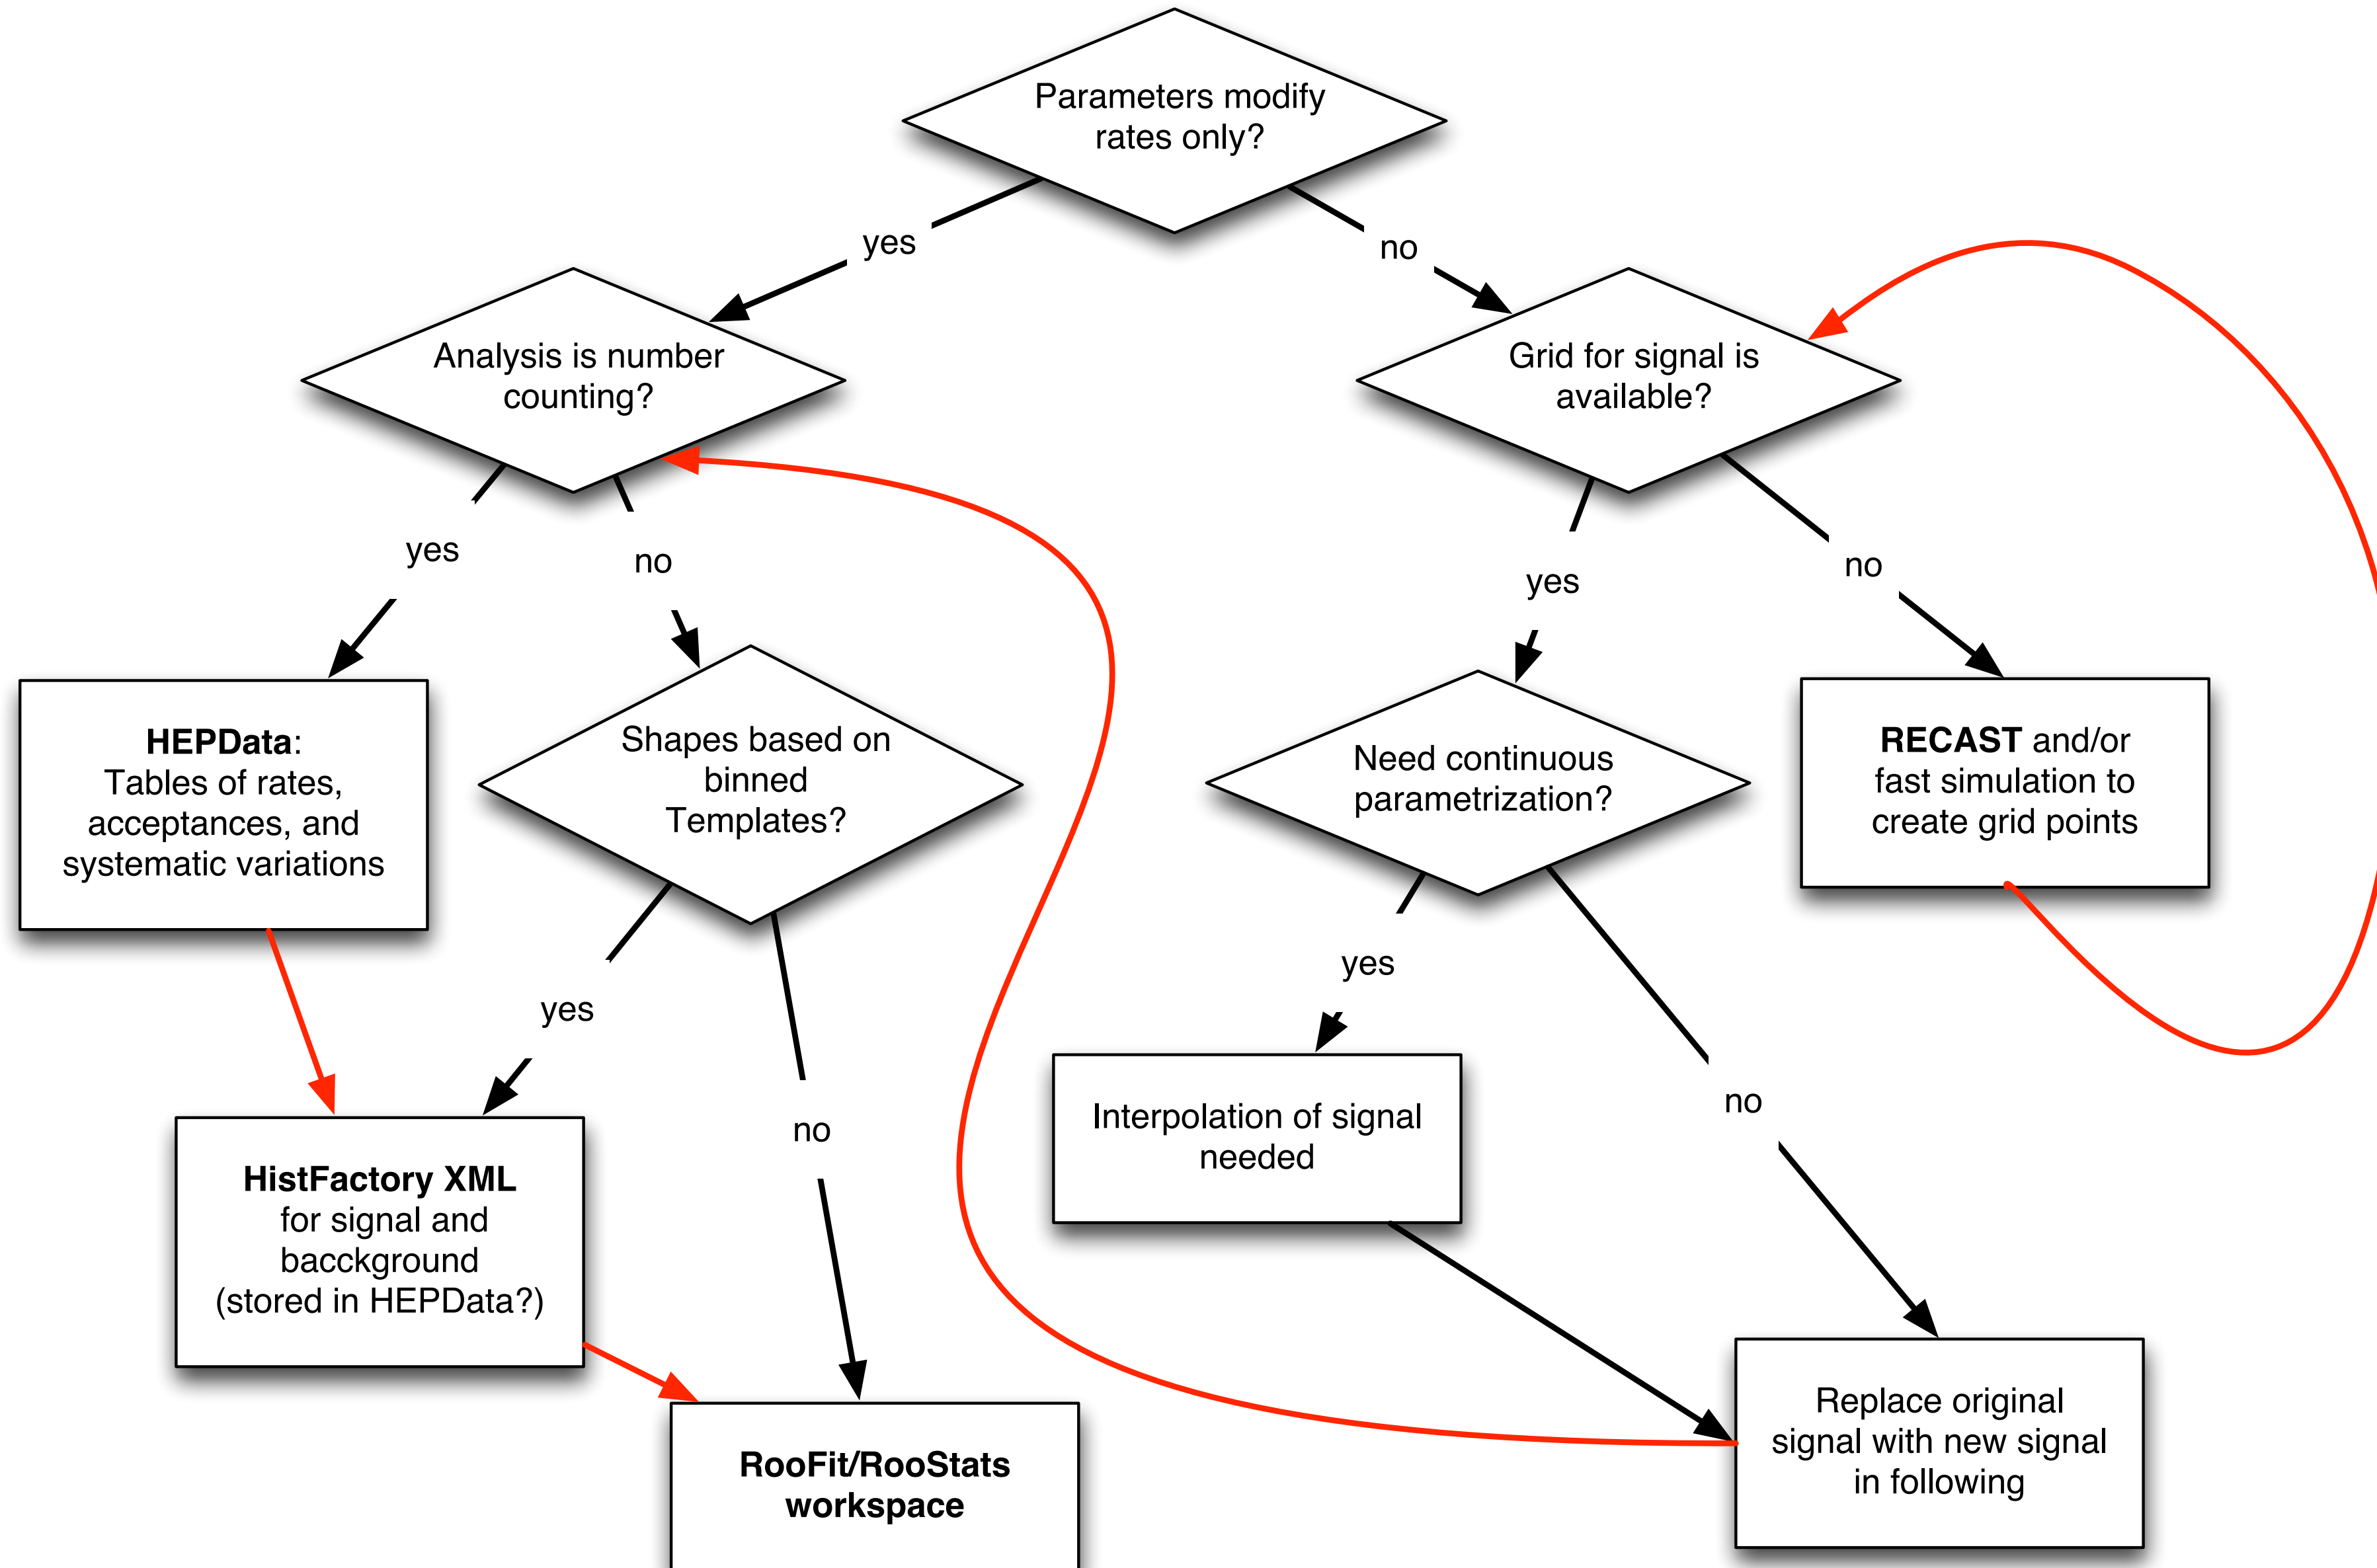 Parameters modify
rates only?
yes
no
Analysis is number
counting?
Grid for signal is
available?
yes
no
yes
no
HEPData:
Tables of rates,
acceptances, and
systematic variations
Shapes based on
binned
Templates?
Need continuous
parametrization?
RECAST and/or
fast simulation to
create grid points
yes
no
yes
no
HistFactory XML
for signal and
bacckground
(stored in HEPData?)
Interpolation of signal
needed
RooFit/RooStats
workspace
Replace original
signal with new signal
in following